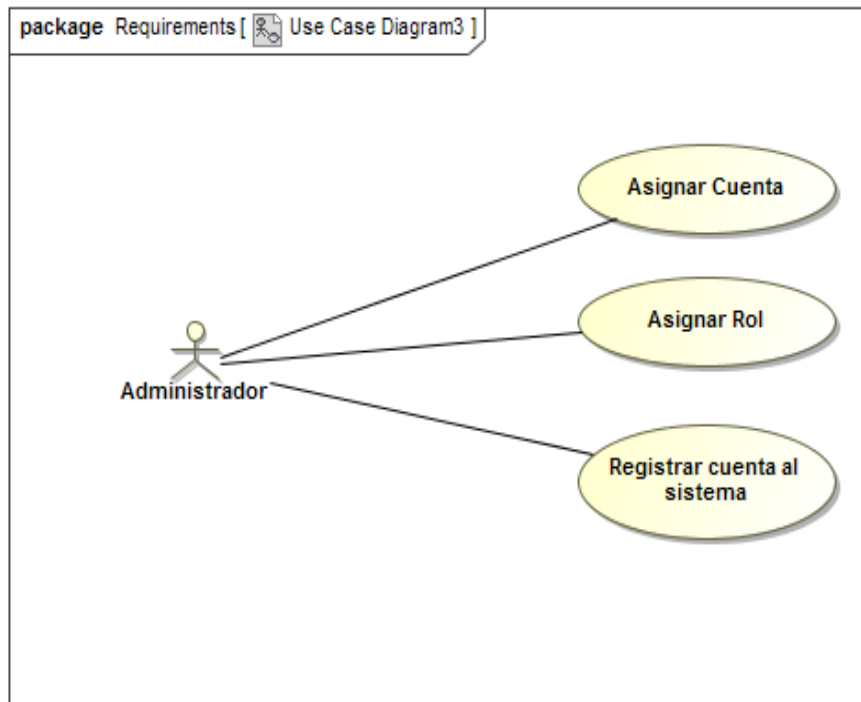 package Requirements [ Use Case Diagram3 ]
Asignar Cuenta
Asignar Rol
Administrador
Registrar cuenta al
sistema